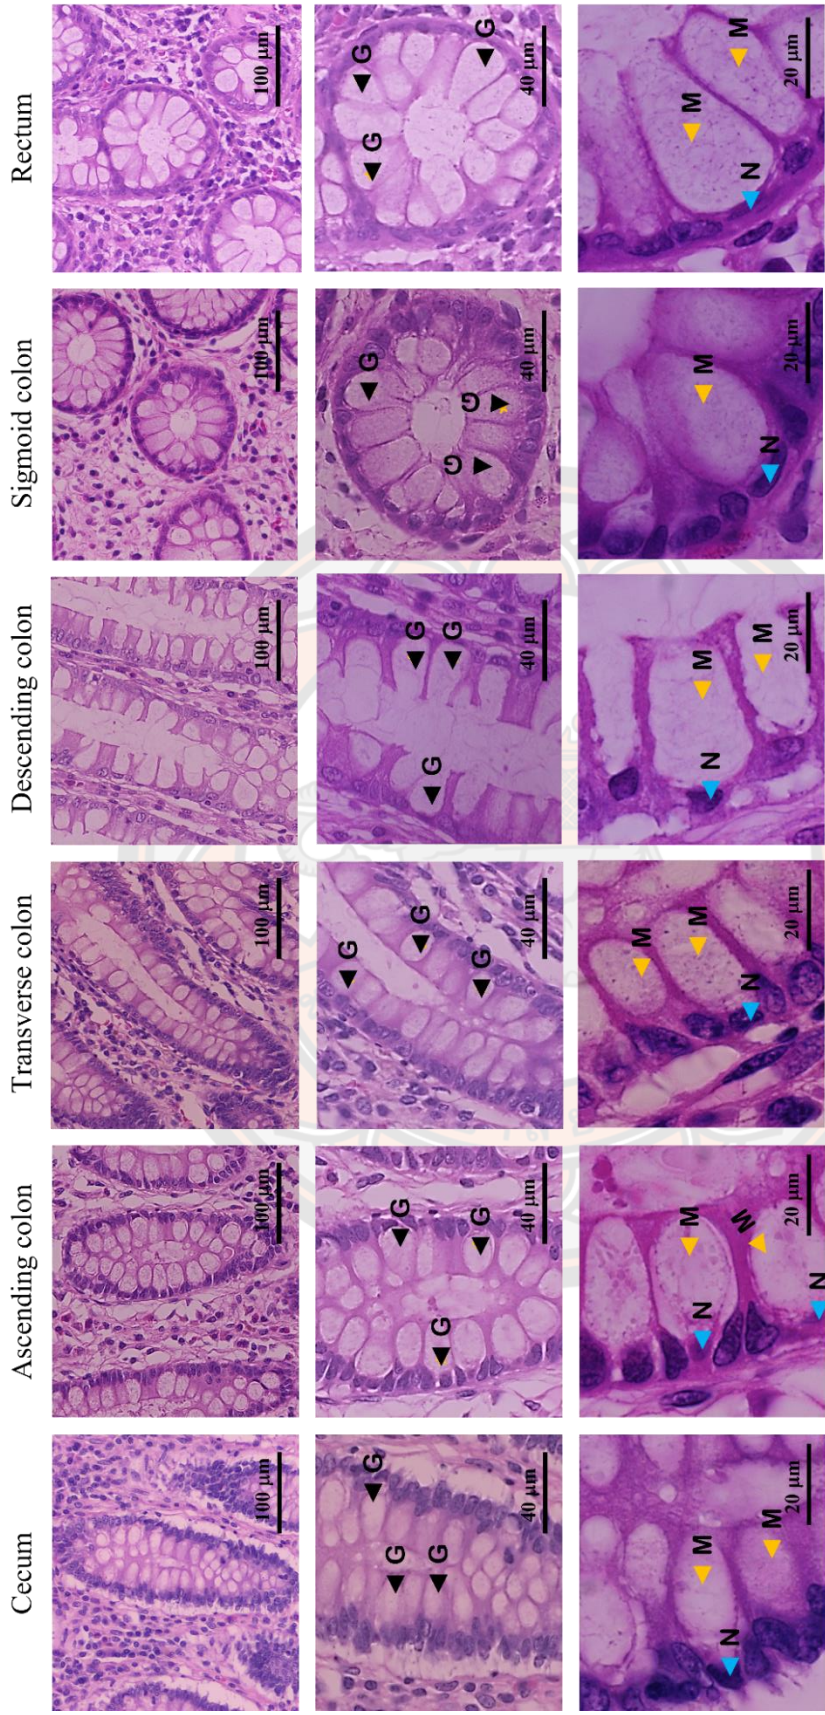 Cecum
Ascending colon
Transverse colon
Descending colon
Sigmoid colon
Rectum
100 µm
100 µm
100 µm
100 µm
100 µm
100 µm
G
G
G
40 µm
G
G
G
40 µm
G
G
G
40 µm
G
G
G
40 µm
G
G
G
40 µm
G
G
G
40 µm
M
N
M
20 µm
M
N
M
N
20 µm
M
M
N
20 µm
M
N
M
20 µm
M
N
20 µm
M
M
N
20 µm